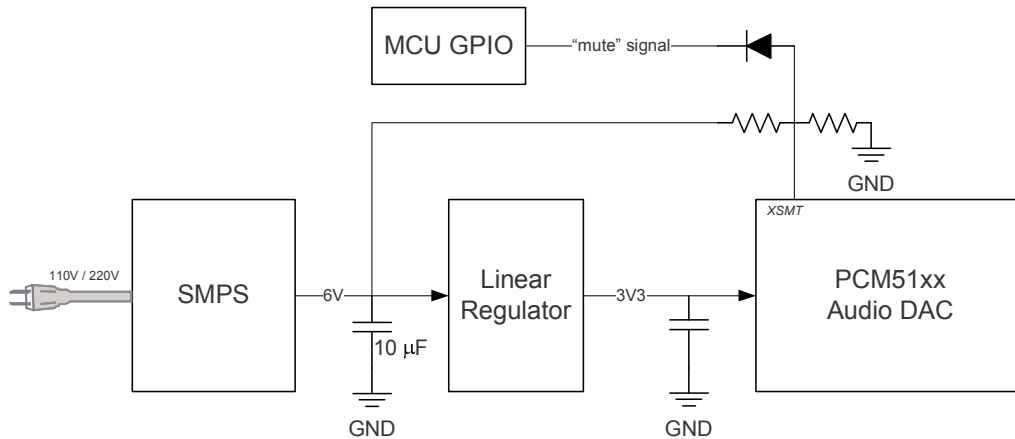 MCU GPIO
“mute” signal
GND
XSMT
110V / 220V
SMPS
6V
Linear
Regulator
3V3
PCM51xx
Audio DAC
10 μF
GND
GND